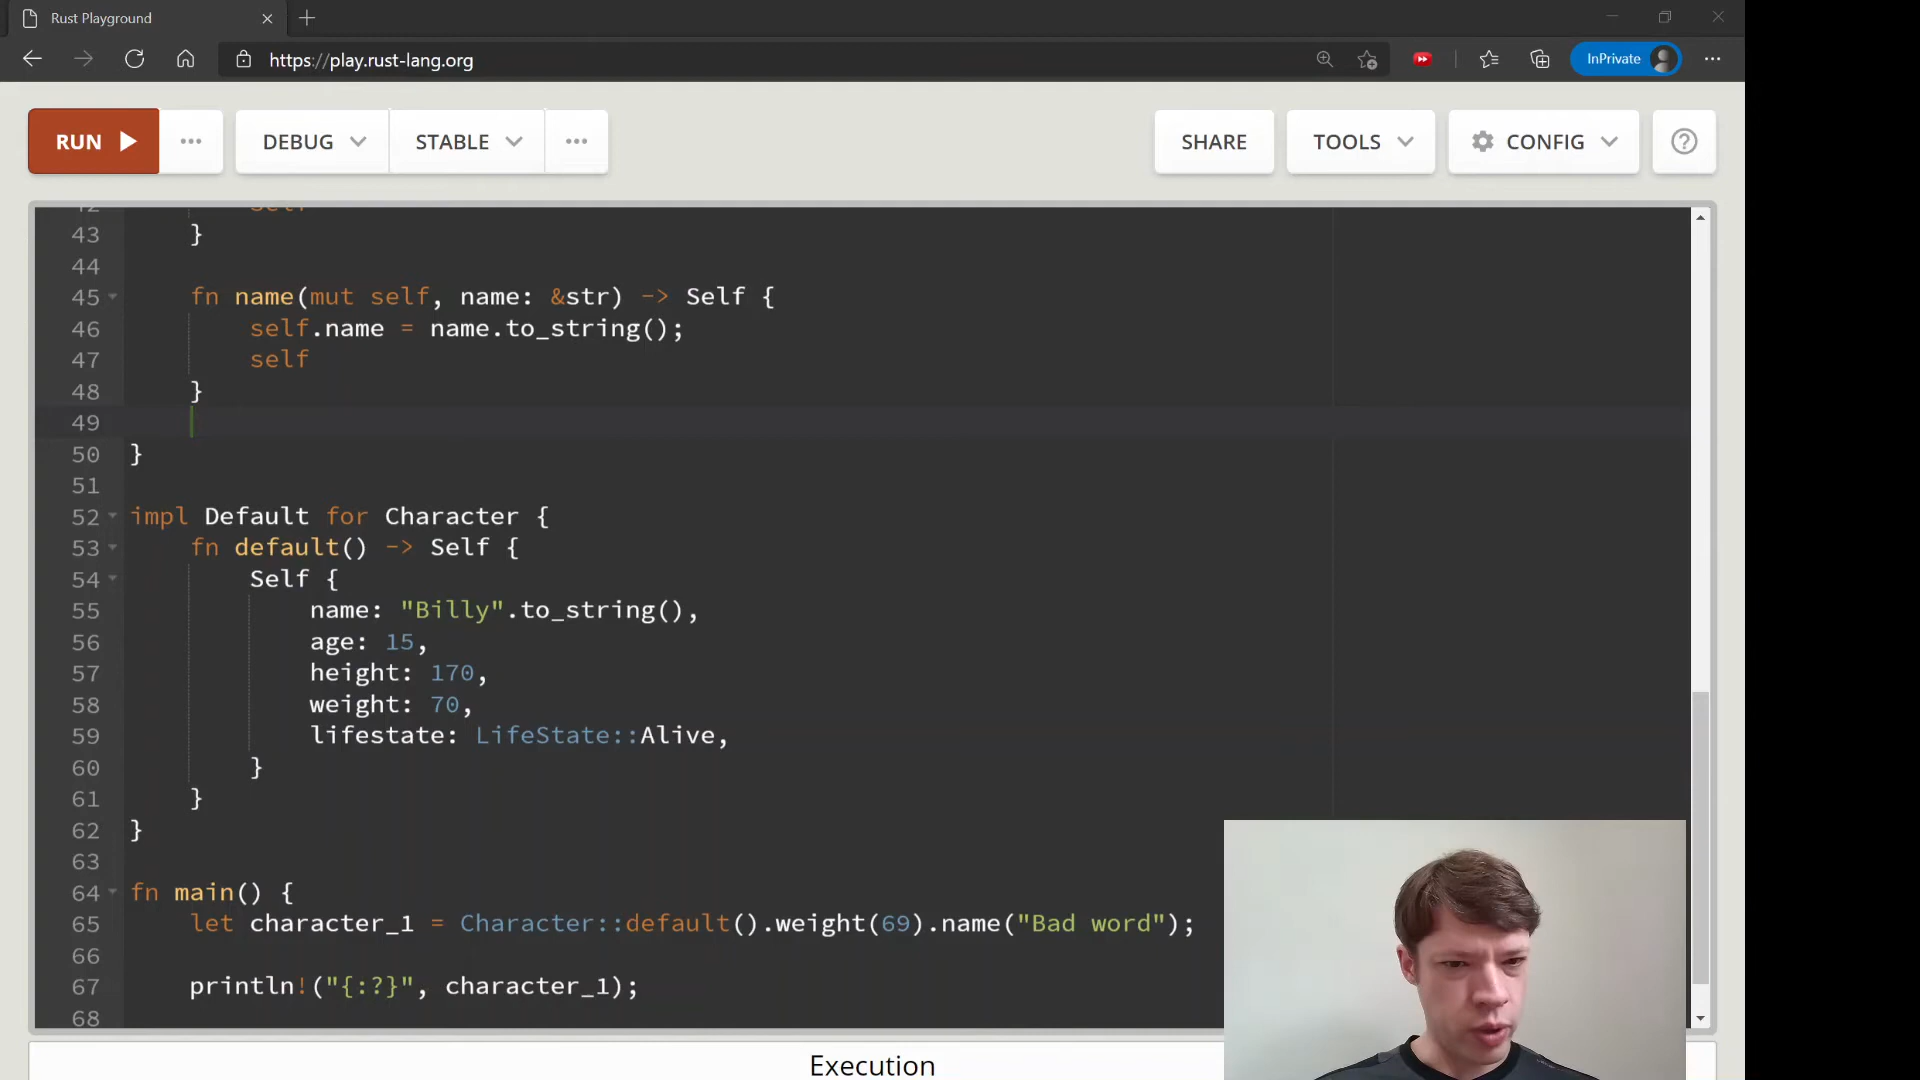 Rust Playground
https://play.rust-lang.org
InPrivate
RUN
DEBUG
STABLE
SHARE
TOOLS
CONFIG
42 self
43 }
44
45 fn name(mut self, name: &str) -> Self {
46 self.name = name.to_string();
47 self
48 }
49
50 }
51
52 impl Default for Character {
53 fn default() -> Self {
54 Self {
55 name: "Billy".to_string(),
56 age: 15,
57 height: 170,
58 weight: 70,
59 lifestate: LifeState::Alive,
60 }
61 }
62 }
63
64 fn main() {
65 let character_1 = Character::default().weight(69).name("Bad word");
66
67 println!("{:?}", character_1);
68
Execution